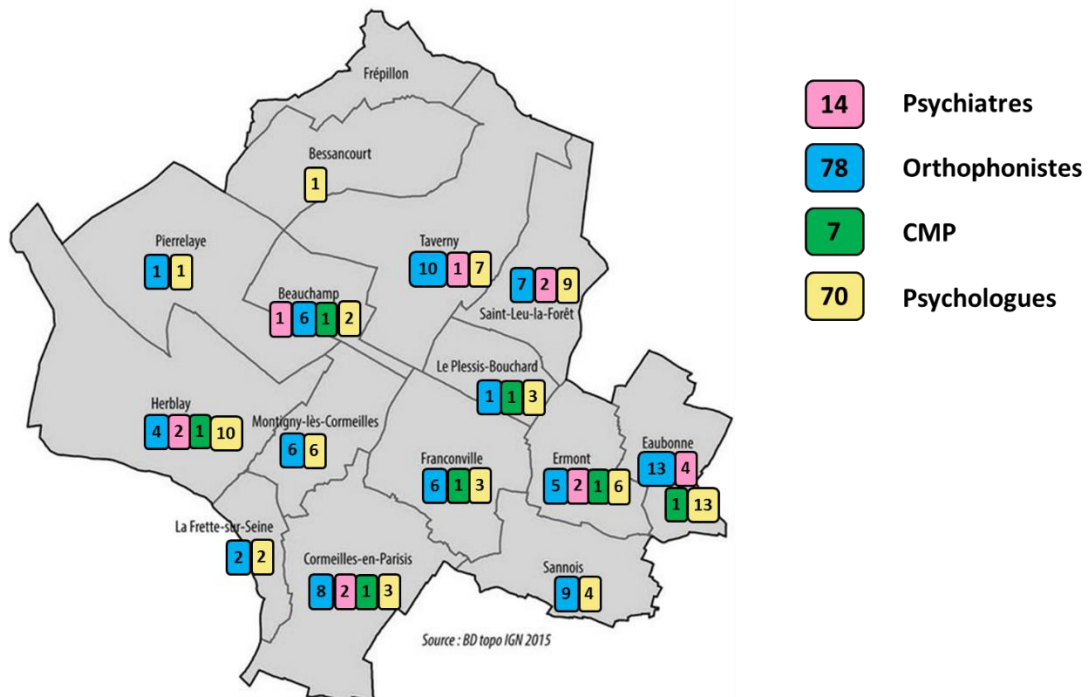 Frépillon
Bessancourt
1
Pierrelaye
1 1
Taverny
10 1 7
7 2 9
Saint-Leu-la-Forêt
Beauchamp
1 6 1 2
Le Plessis-Bouchard
1 1 3
Herblay
4 2 1 10
Montigny-lès-Cormeilles
6 6
Franconville
6 1 3
Ermont
5 2 1 6
Eaubonne
13 4
1 13
La Frette-sur-Seine
2 2
Cormeilles-en-Parisis
8 2 1 3
Sannois
9 4
Source : BD topo IGN 2015
14 Psychiatres
78 Orthophonistes
7 CMP
70 Psychologues